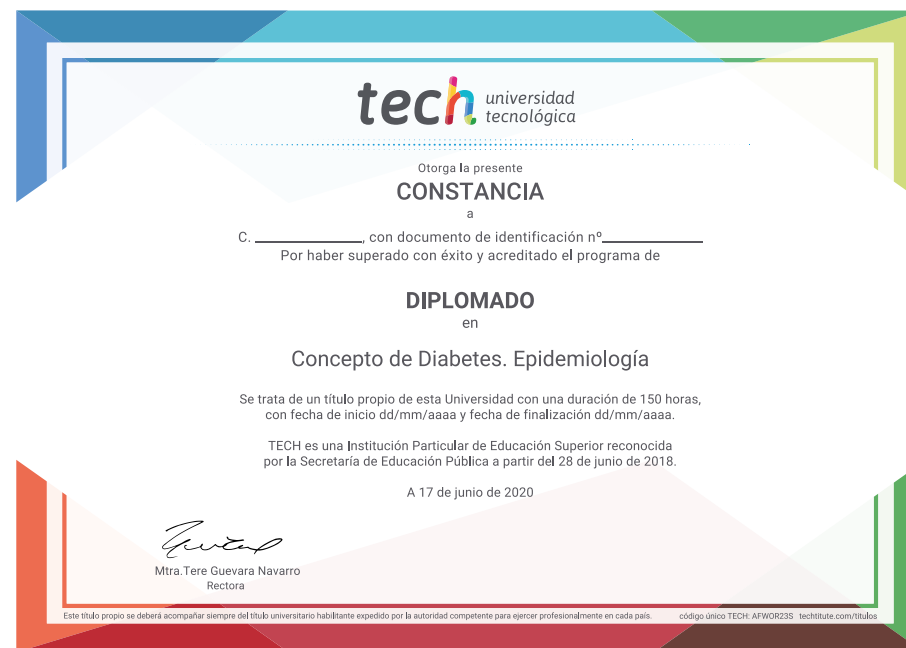 tech universidad
tecnológica
Otorga la presente
CONSTANCIA
a
C. ____________, con documento de identificación nº____________
Por haber superado con éxito y acreditado el programa de
DIPLOMADO
en
Concepto de Diabetes. Epidemiología
Se trata de un título propio de esta Universidad con una duración de 150 horas,
con fecha de inicio dd/mm/aaaa y fecha de finalización dd/mm/aaaa.
TECH es una Institución Particular de Educación Superior reconocida
por la Secretaría de Educación Pública a partir del 28 de junio de 2018.
A 17 de junio de 2020
Mtra.Tere Guevara Navarro
Rectora
Este título propio se deberá acompañar siempre del título universitario habilitante expedido por la autoridad competente para ejercer profesionalmente en cada país. código único TECH: AFWOR23S techtitute.com/titulos